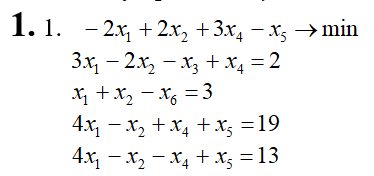 1. 1. − 2x₁ + 2x₂ + 3x₄ − x₅ → min
3x₁ − 2x₂ − x₃ + x₄ = 2
x₁ + x₂ − x₆ = 3
4x₁ − x₂ + x₄ + x₅ = 19
4x₁ − x₂ − x₄ + x₅ = 13